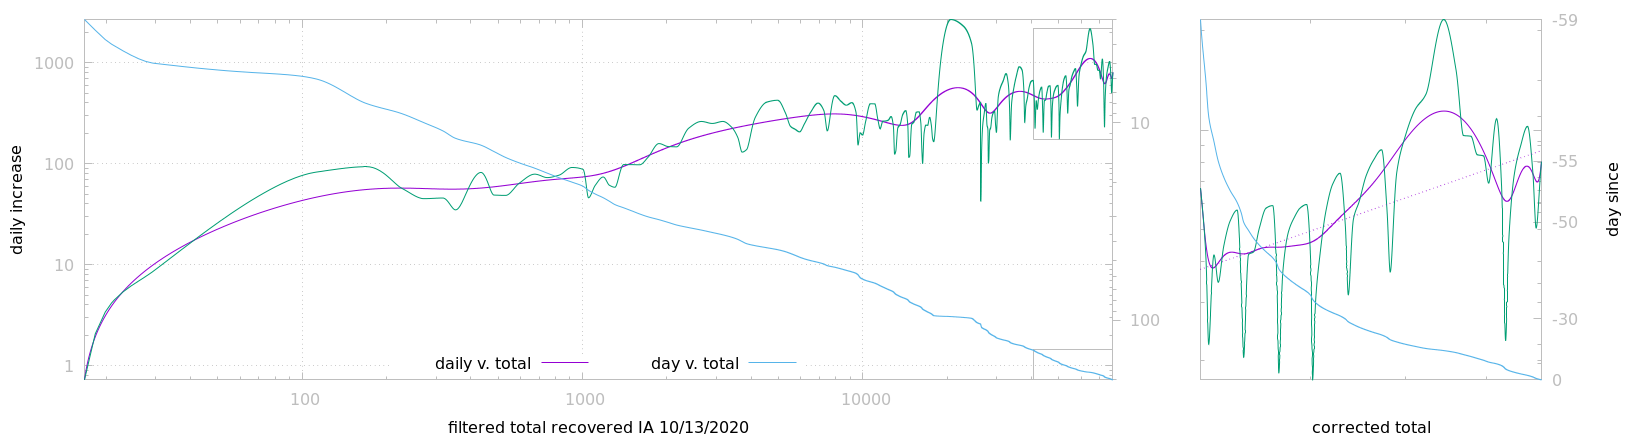 daily increase
1000
100
10
1
daily v. total
day v. total
100
1000
10000
filtered total recovered IA 10/13/2020
10
100
-59
-55
-50
-30
0
day since
corrected total